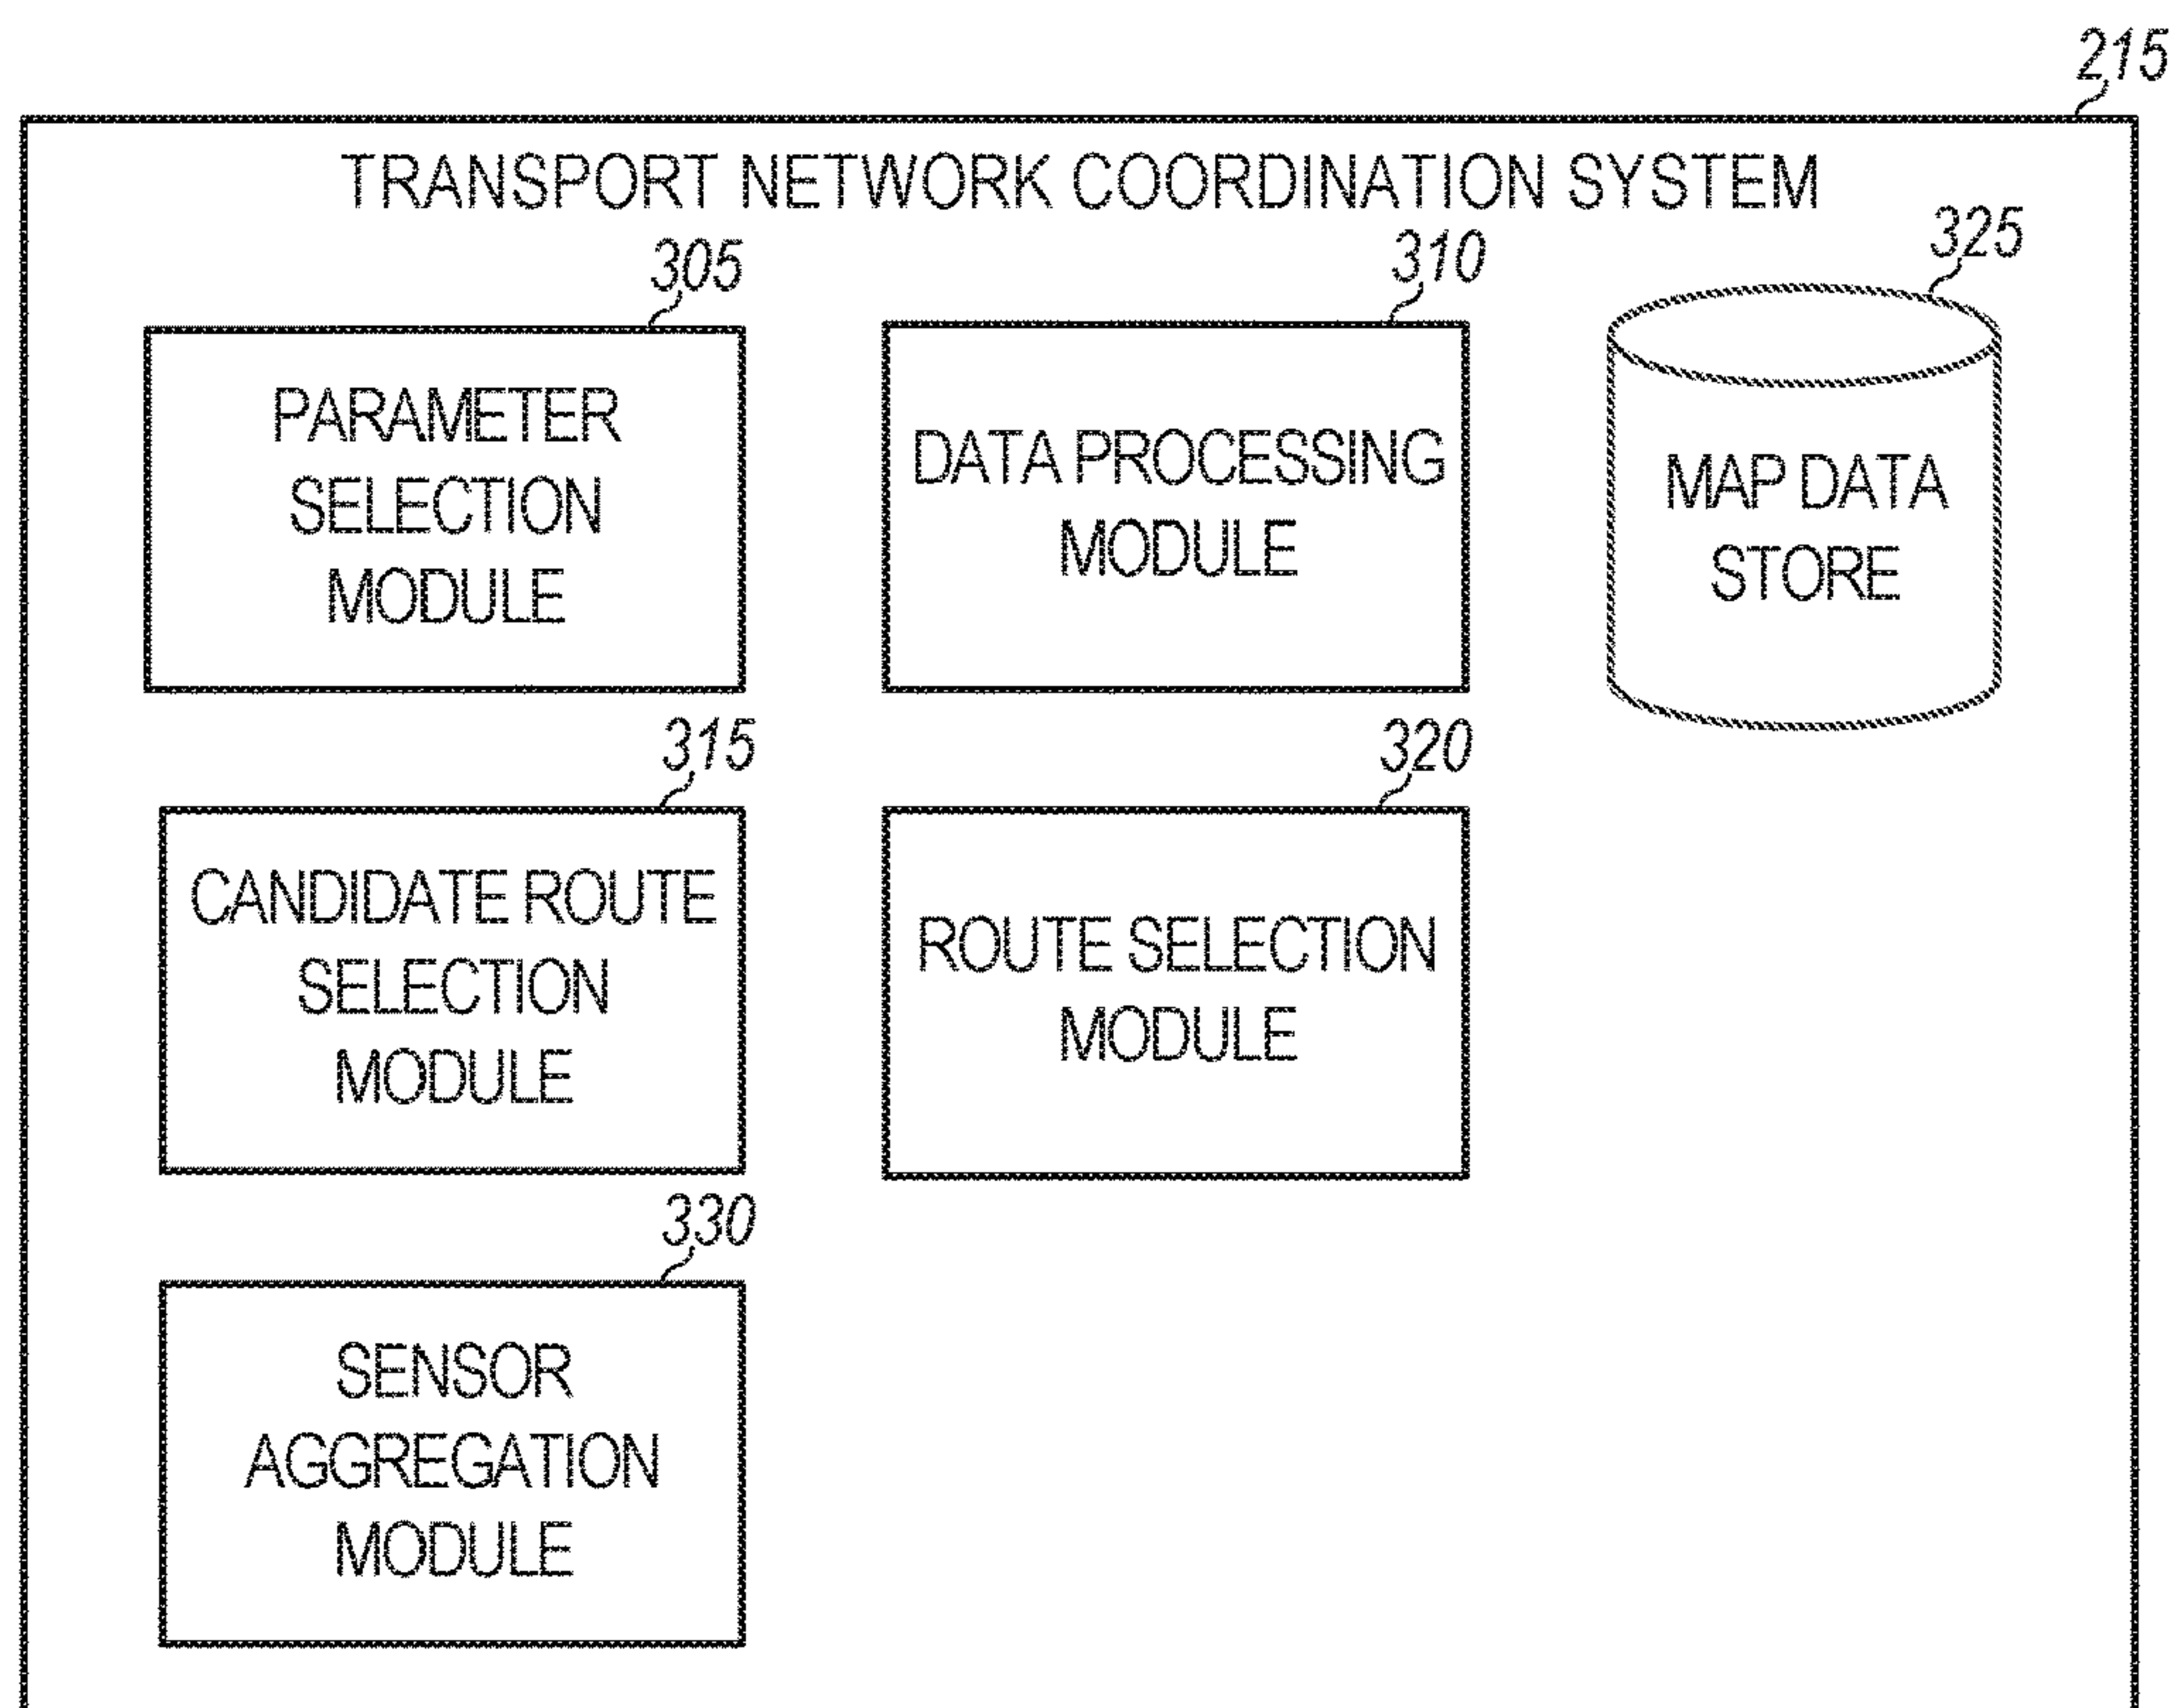 215
TRANSPORT NETWORK COORDINATION SYSTEM
305
PARAMETER
SELECTION
MODULE
310
DATA PROCESSING
MODULE
325
MAP DATA
STORE
315
CANDIDATE ROUTE
SELECTION
MODULE
320
ROUTE SELECTION
MODULE
330
SENSOR
AGGREGATION
MODULE